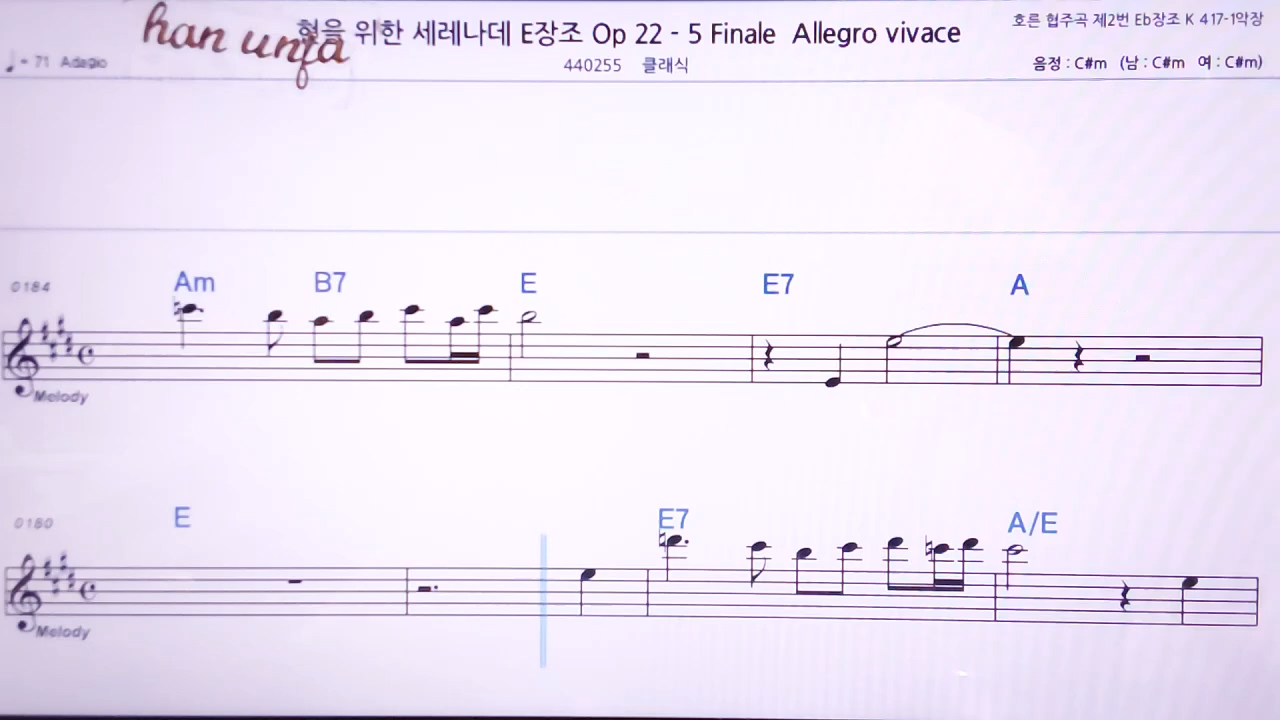 han unfa
현을 위한 세레나데 E장조 Op 22 - 5 Finale Allegro vivace
호른 협주곡 제2번 Eb장조 K 417-1악장
♩ = 71 Adagio
440255 클래식
음정 : C#m (남 : C#m 여 : C#m)
0184 Am B7 E E7 A
Melody
0180 E E7 A/E
Melody